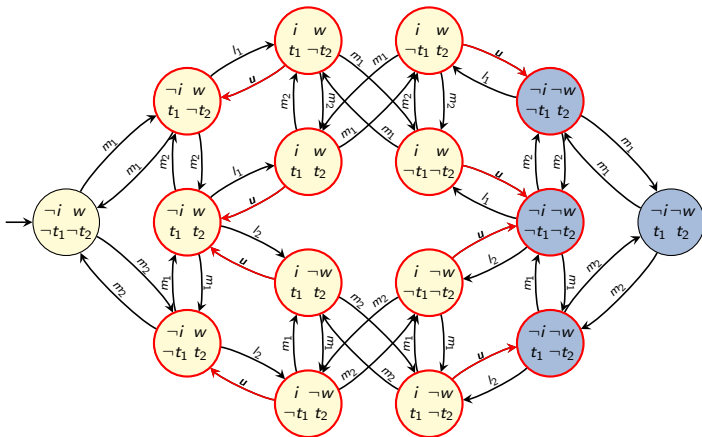 i w
t₁ ¬t₂
i w
¬t₁ t₂
l₁
u
m₁
m₁
u
¬i w
t₁ ¬t₂
m₂
m₂
m₂
m₂
l₁
¬i ¬w
¬t₁ t₂
m₁
m₁
m₂
m₂
l₁
m₁
m₁
i w
t₁ t₂
i w
¬t₁¬t₂
u
m₂
m₂
m₁
m₁
u
l₁
¬i w
¬t₁¬t₂
¬i w
t₁ t₂
¬i ¬w
¬t₁¬t₂
¬i ¬w
t₁ t₂
l₂
u
l₂
m₂
m₂
m₁
m₁
u
i ¬w
t₁ t₂
i ¬w
¬t₁¬t₂
m₂
m₂
m₁
m₁
m₂
m₂
¬i w
¬t₁ t₂
m₁
m₁
m₁
m₁
¬i ¬w
t₁ ¬t₂
l₂
m₂
m₂
u
u
i ¬w
¬t₁ t₂
i ¬w
t₁ ¬t₂
l₂